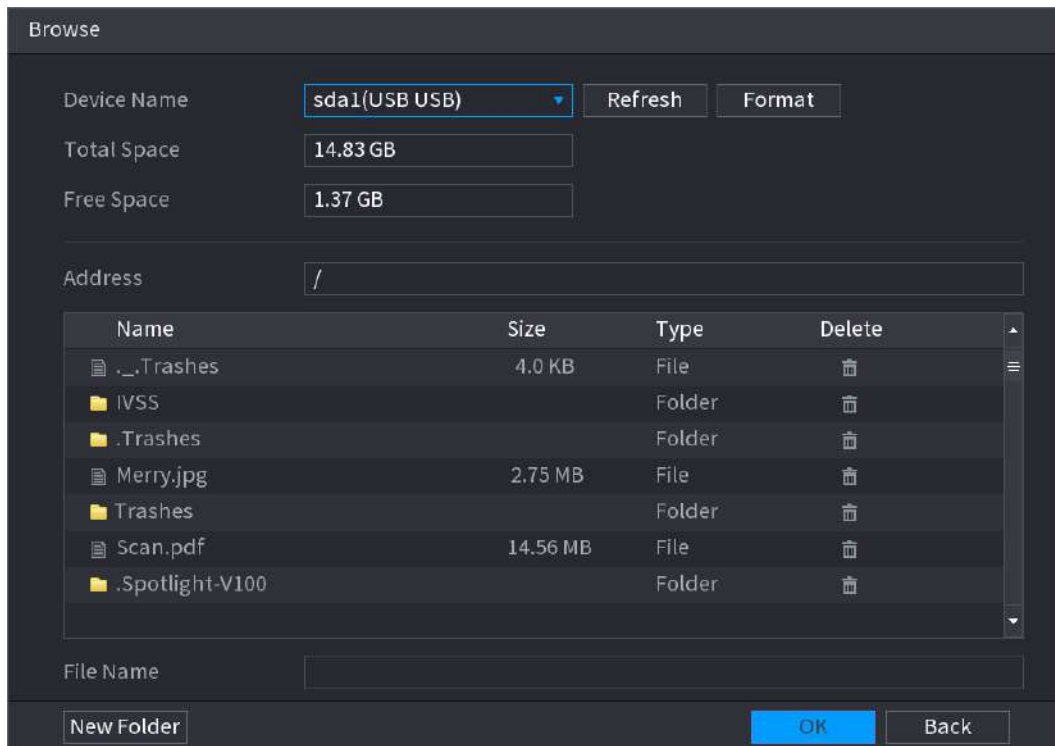 Browse
Device Name sda1(USB USB) Refresh Format
Total Space 14.83 GB
Free Space 1.37 GB
Address /
Name Size Type Delete
._.Trashes 4.0 KB File
IVSS Folder
.Trashes Folder
Merry.jpg 2.75 MB File
Trashes Folder
Scan.pdf 14.56 MB File
.Spotlight-V100 Folder
File Name
New Folder OK Back